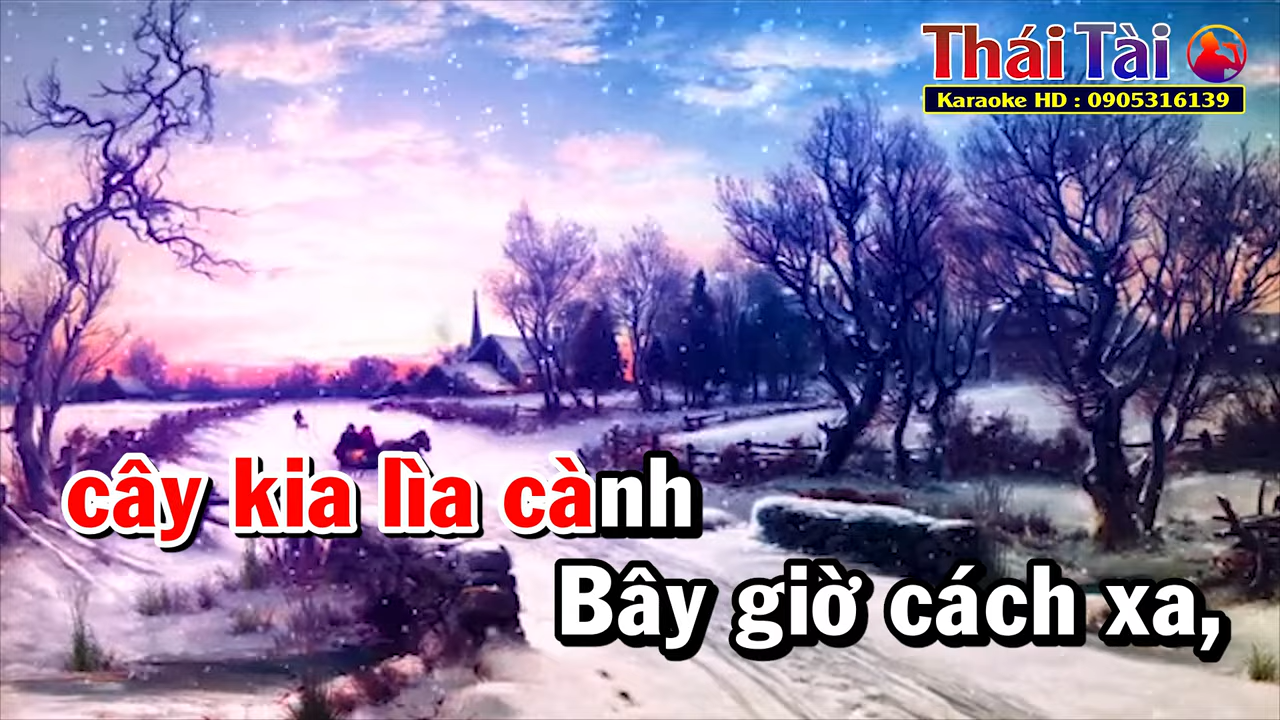 Thái Tài
Karaoke HD : 0905316139
cây kia lìa cành
Bây giờ cách xa,